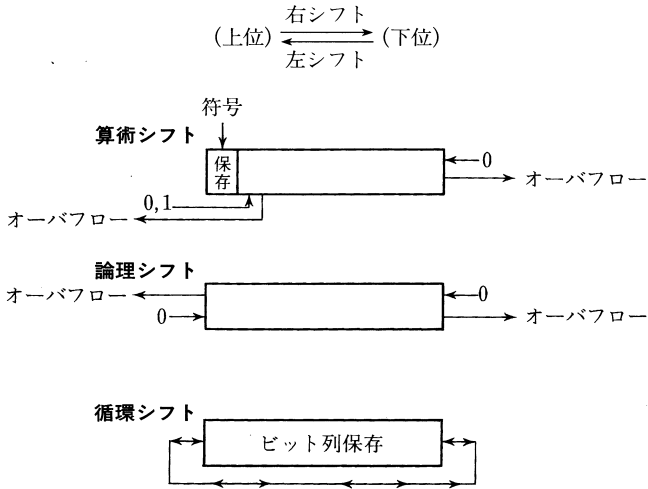 右シフト
(上位) (下位)
左シフト
符号
算術シフト
保存
0
オーバフロー
0,1
オーバフロー
論理シフト
オーバフロー
0
0
オーバフロー
循環シフト
ビット列保存